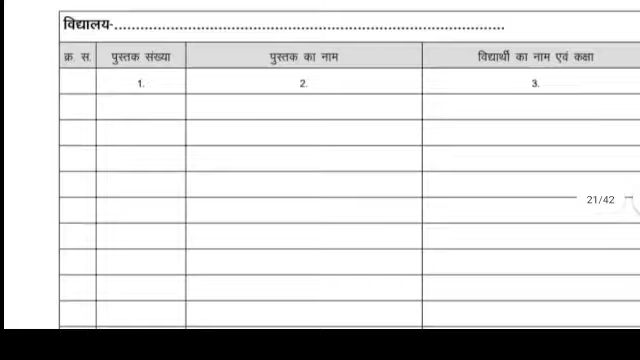 विद्यालय-................................................................................................
क्र. स. पुस्तक संख्या पुस्तक का नाम विद्यार्थी का नाम एवं कक्षा
1. 2. 3.
21/42